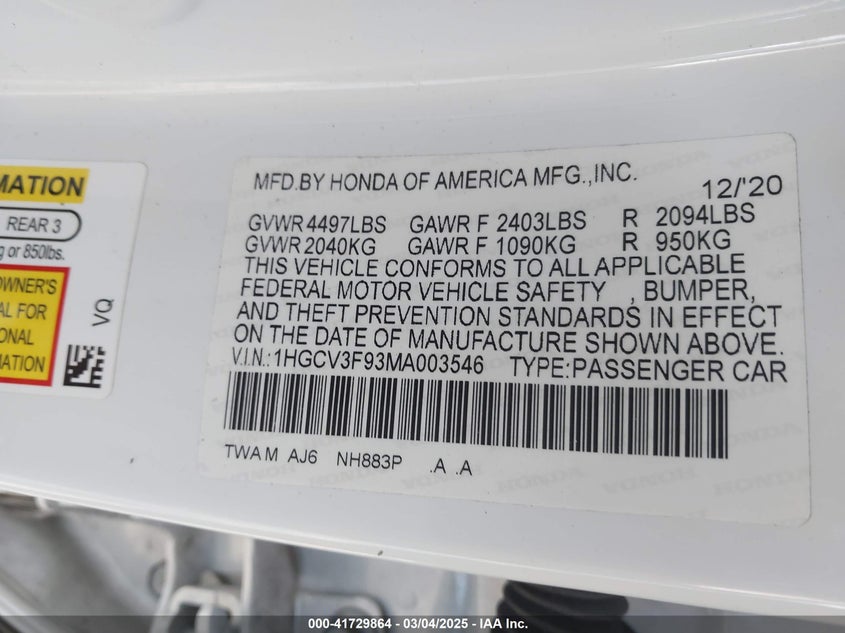 MATION
REAR 3
g or 850lbs.
OWNER'S
AL FOR
ONAL
MATION
VQ
MFD.BY HONDA OF AMERICA MFG.,INC. 12/'20
GVWR 4497LBS GAWR F 2403LBS R 2094LBS
GVWR 2040KG GAWR F 1090KG R 950KG
THIS VEHICLE CONFORMS TO ALL APPLICABLE
FEDERAL MOTOR VEHICLE SAFETY , BUMPER,
AND THEFT PREVENTION STANDARDS IN EFFECT
ON THE DATE OF MANUFACTURE SHOWN ABOVE.
V.I.N.:1HGCV3F93MA003546 TYPE:PASSENGER CAR
TWA M AJ6 NH883P .A .A
000-41729864 — 03/04/2025 — IAA Inc.